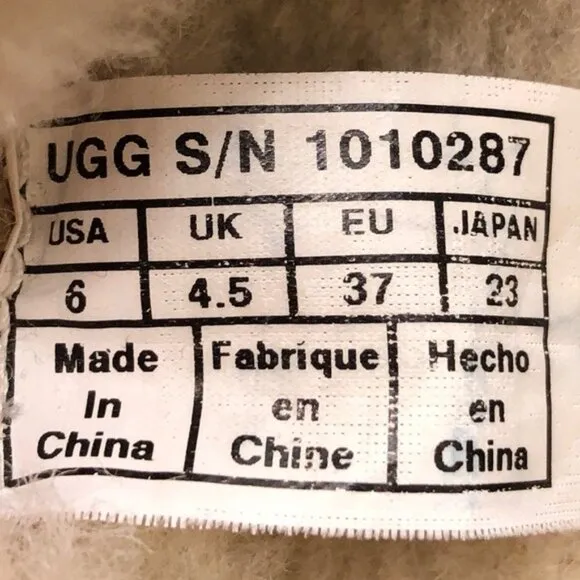 UGG S/N 1010287
USA UK EU JAPAN
6 4.5 37 23
Made Fabrique Hecho
In en en
China Chine China